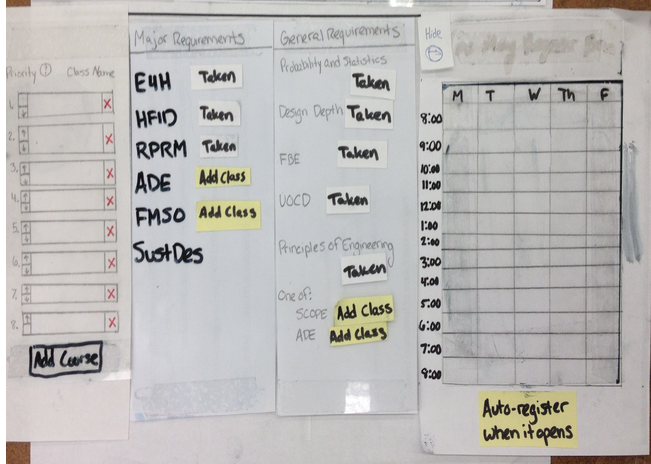 Priority Class Name
1. X
2. X
3. X
4. X
5. X
6. X
7. X
8. X
Add Course
Major Requirements
E4H Taken
HFID Taken
RPRM Taken
ADE Add Class
FMSO Add Class
SustDes
General Requirements
Probability and Statistics
Taken
Design Depth Taken
FBE Taken
UOCD Taken
Principles of Engineering
Taken
One of:
SCOPE Add Class
ADE Add Class
Hide
May Register
M T W Th F
8:00
9:00
10:00
11:00
12:00
1:00
2:00
3:00
4:00
5:00
6:00
7:00
9:00
Auto-register
when it opens